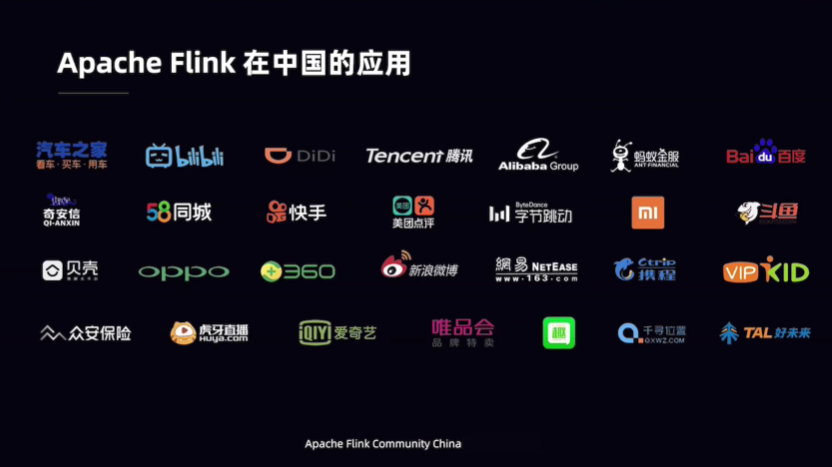 Apache Flink 在中国的应用
汽车之家
看车·买车·用车
bilibili
DiDi
Tencent 腾讯
Alibaba Group
蚂蚁金服
ANT FINANCIAL
Bai du 百度
奇安信
QI-ANXIN
58同城
快手
美团
美团点评
ByteDance
字节跳动
MI
斗鱼
贝壳
oppo
360
新浪微博
網易 NETEASE
www.163.com
Ctrip
携程
VIP KID
众安保险
虎牙直播
HUYA.COM
iQIY 爱奇艺
唯品会
品牌特卖
千寻位置
QXWZ.COM
TAL 好未来
Apache Flink Community China